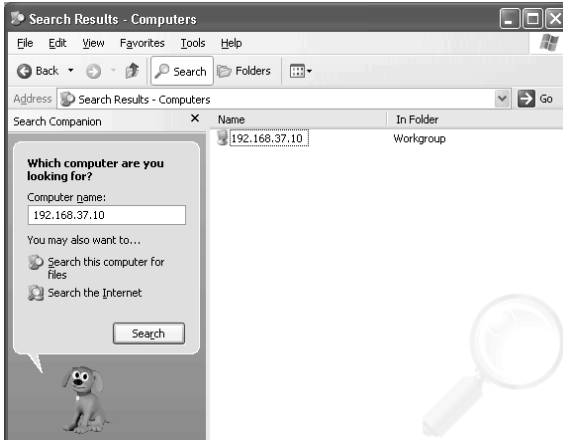 Search Results - Computers
File Edit View Favorites Tools Help
Back Search Folders
Address Search Results - Computers Go
Search Companion
Name In Folder
192.168.37.10 Workgroup
Which computer are you
looking for?
Computer name:
192.168.37.10
You may also want to...
Search this computer for
files
Search the Internet
Search